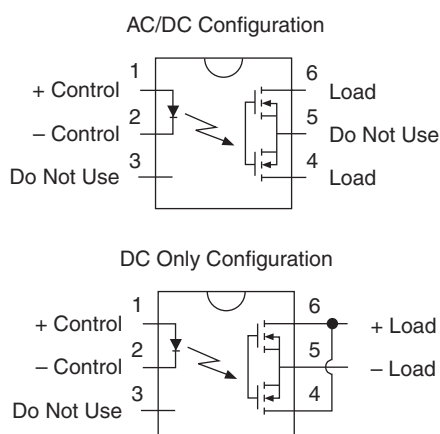 AC/DC Configuration
1 6
+ Control Load
2 5
– Control Do Not Use
3 4
Do Not Use Load
DC Only Configuration
1 6
+ Control + Load
2 5
– Control – Load
3 4
Do Not Use